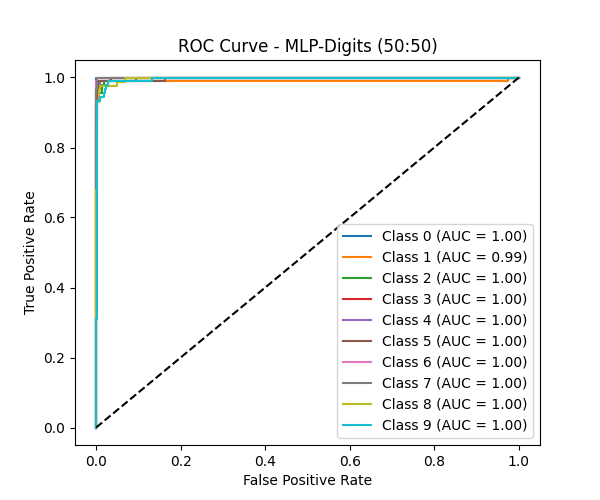 ROC Curve - MLP-Digits (50:50)
1.0
0.8
0.6
0.4
0.2
0.0
True Positive Rate
Class 0 (AUC = 1.00)
Class 1 (AUC = 0.99)
Class 2 (AUC = 1.00)
Class 3 (AUC = 1.00)
Class 4 (AUC = 1.00)
Class 5 (AUC = 1.00)
Class 6 (AUC = 1.00)
Class 7 (AUC = 1.00)
Class 8 (AUC = 1.00)
Class 9 (AUC = 1.00)
0.0 0.2 0.4 0.6 0.8 1.0
False Positive Rate